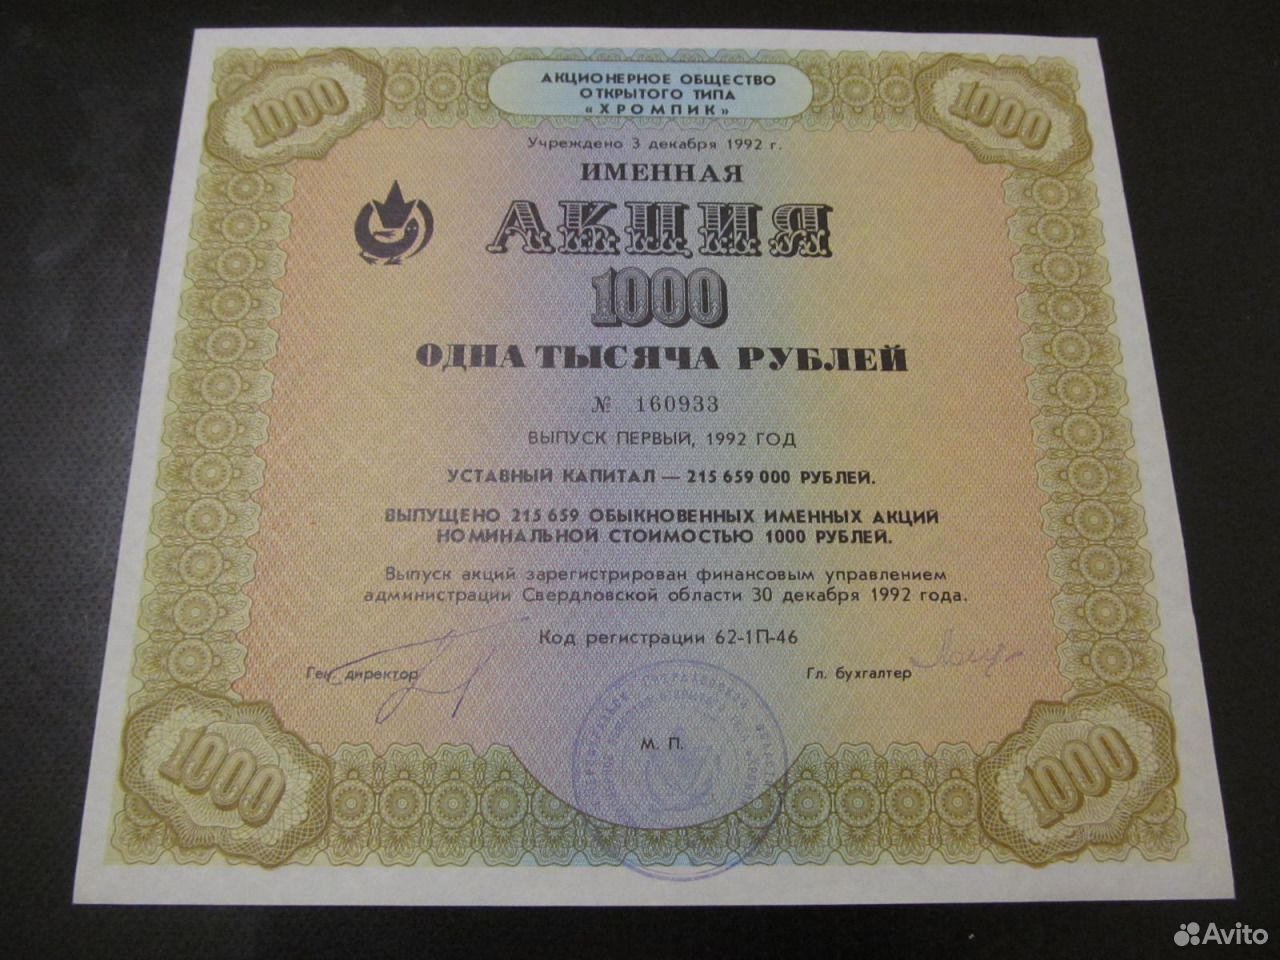 АКЦИОНЕРНОЕ ОБЩЕСТВО
ОТКРЫТОГО ТИПА
«ХРОМПИК»
1000
1000
Учреждено 3 декабря 1992 г.
ИМЕННАЯ
АКЦИЯ
1000
ОДНА ТЫСЯЧА РУБЛЕЙ
№ 160933
ВЫПУСК ПЕРВЫЙ, 1992 ГОД
УСТАВНЫЙ КАПИТАЛ — 215 659 000 РУБЛЕЙ.
ВЫПУЩЕНО 215 659 ОБЫКНОВЕННЫХ ИМЕННЫХ АКЦИЙ
НОМИНАЛЬНОЙ СТОИМОСТЬЮ 1000 РУБЛЕЙ.
Выпуск акций зарегистрирован финансовым управлением
администрации Свердловской области 30 декабря 1992 года.
Код регистрации 62-1П-46
Ген. директор
Гл. бухгалтер
М. П.
1000
1000
Avito